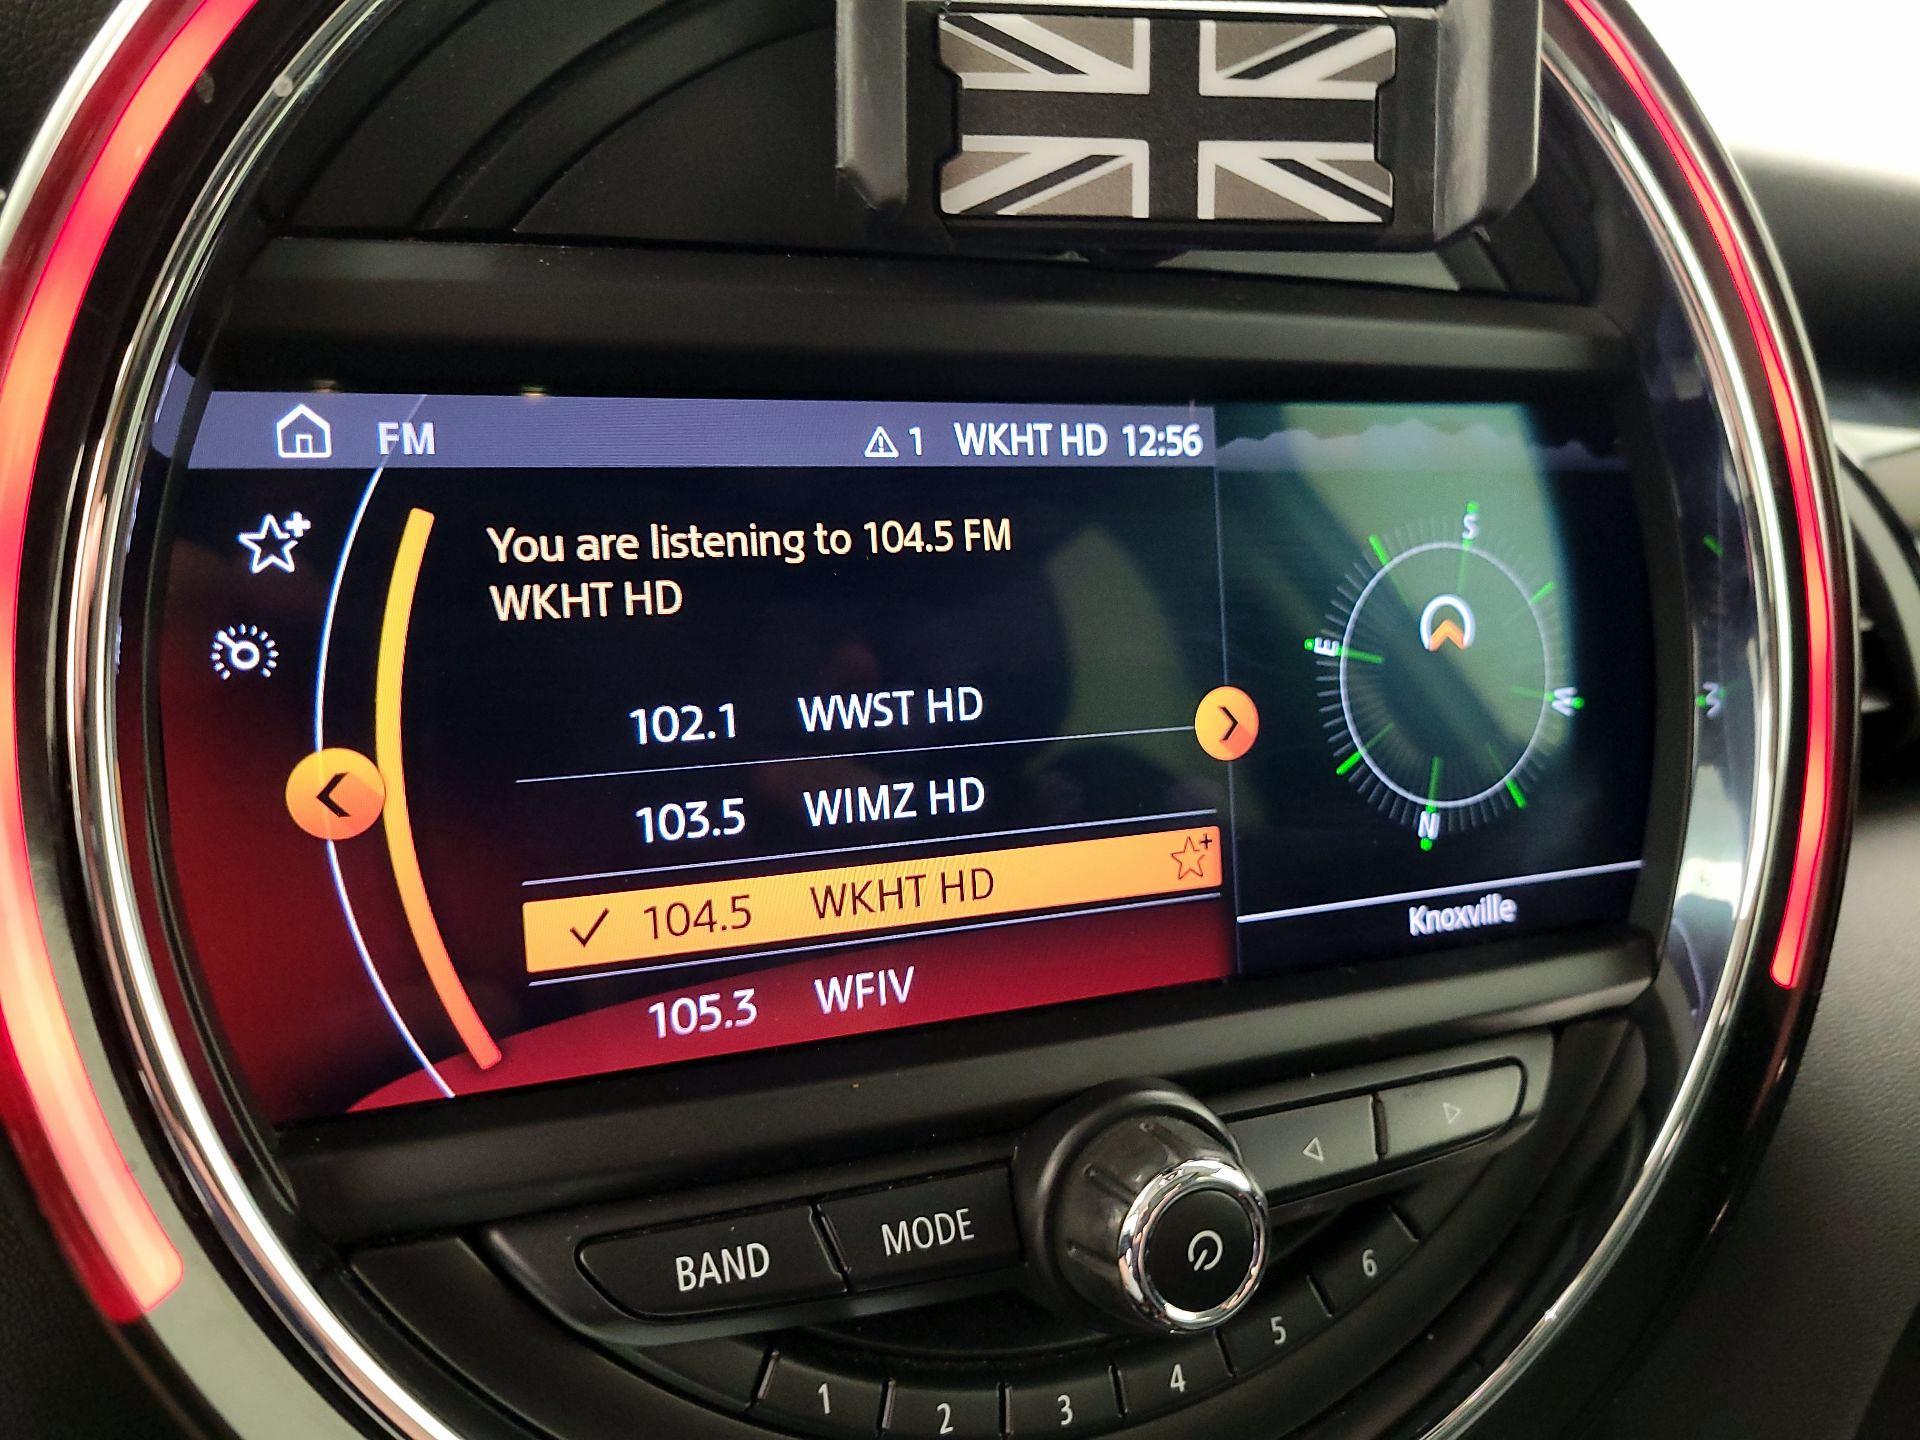 FM
1 WKHT HD 12:56
You are listening to 104.5 FM
WKHT HD
102.1 WWST HD
103.5 WIMZ HD
104.5 WKHT HD
105.3 WFIV
S
E
W
N
Knoxville
BAND
MODE
1
2
3
4
5
6